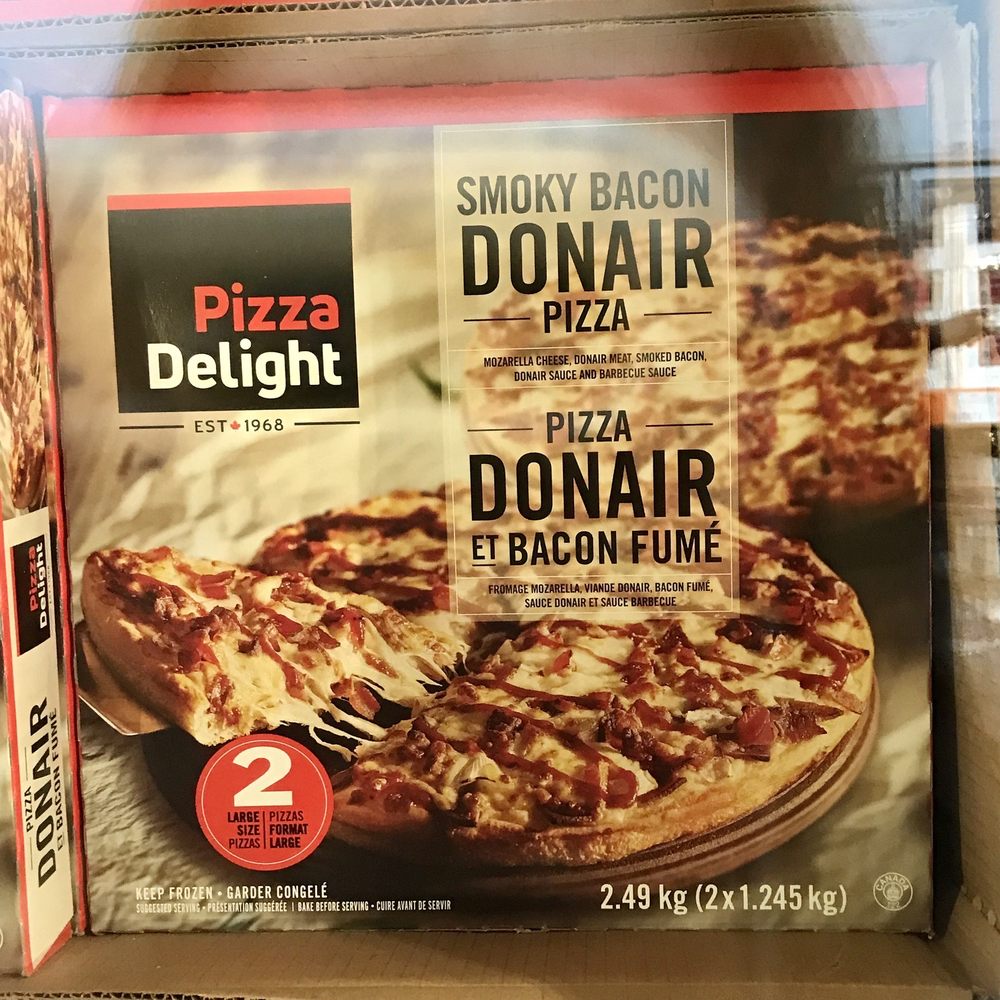 Pizza
Delight
EST 1968
SMOKY BACON
DONAIR
PIZZA
MOZARELLA CHEESE, DONAIR MEAT, SMOKED BACON,
DONAIR SAUCE AND BARBECUE SAUCE
PIZZA
DONAIR
ET BACON FUMÉ
FROMAGE MOZARELLA, VIANDE DONAIR, BACON FUMÉ,
SAUCE DONAIR ET SAUCE BARBECUE
2
LARGE SIZE PIZZAS
PIZZAS FORMAT LARGE
KEEP FROZEN • GARDER CONGELÉ
SUGGESTED SERVING • PRÉSENTATION SUGGÉRÉE | BAKE BEFORE SERVING • CUIRE AVANT DE SERVIR
2.49 kg (2 x 1.245 kg)
CANADA
Pizza
Delight
PIZZA
DONAIR
ET BACON FUMÉ